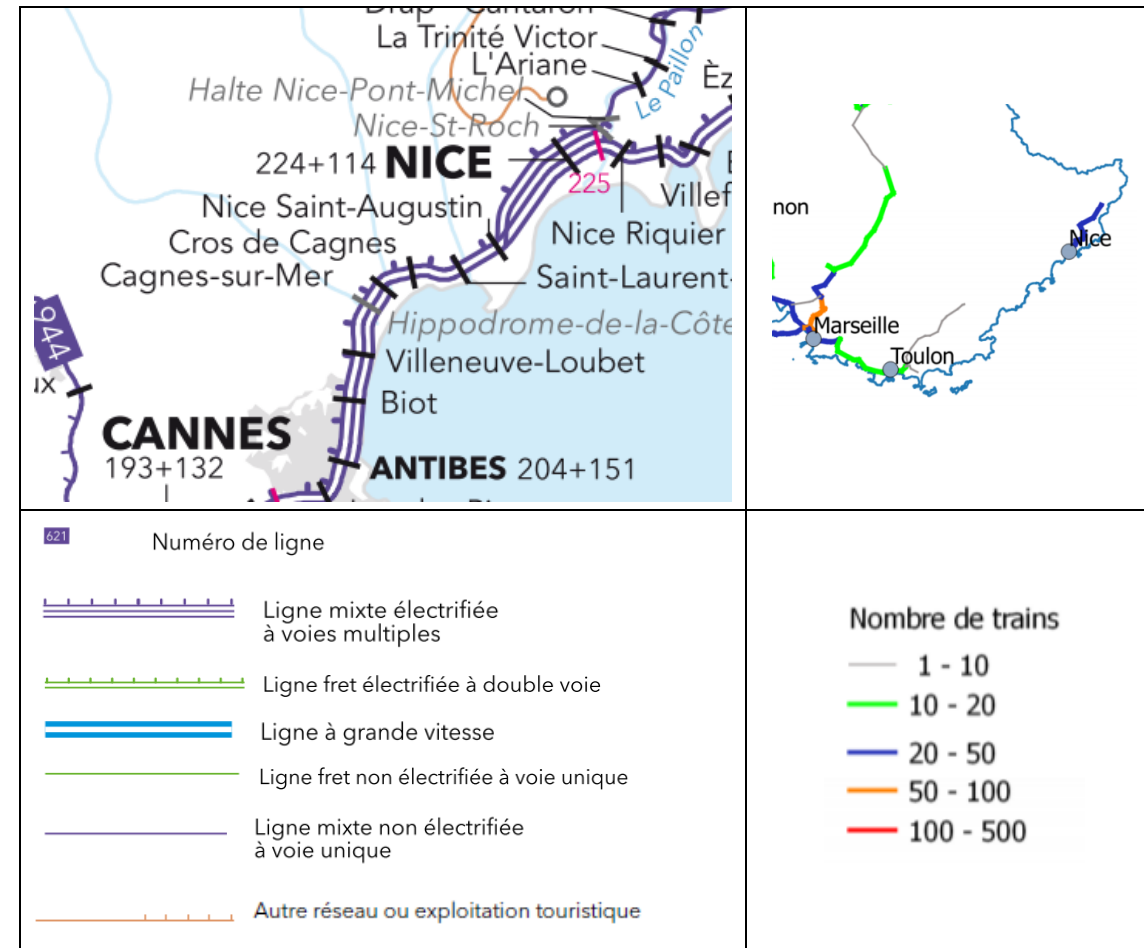 Drap - Cantaron
La Trinité Victor
L'Ariane
Le Paillon
Halte Nice-Pont-Michel
Nice-St-Roch
224+114 NICE
225
Nice Saint-Augustin
Nice Riquier
Cros de Cagnes
Cagnes-sur-Mer
Hippodrome-de-la-Côte
944
Villeneuve-Loubet
Biot
CANNES
193+132
ANTIBES 204+151
non
Nice
Marseille
Toulon
621
Numéro de ligne
Ligne mixte électrifiée
à voies multiples
Ligne fret électrifiée à double voie
Ligne à grande vitesse
Ligne fret non électrifiée à voie unique
Ligne mixte non électrifiée
à voie unique
Autre réseau ou exploitation touristique
Nombre de trains
1 - 10
10 - 20
20 - 50
50 - 100
100 - 500